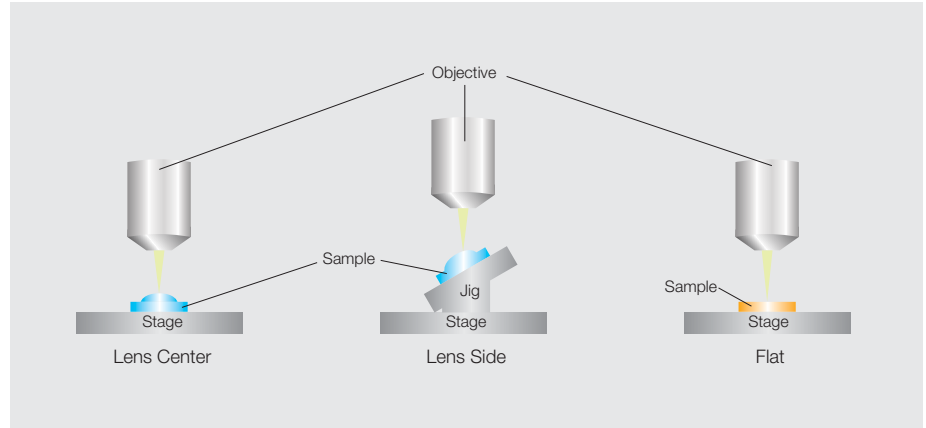 Objective
Sample
Sample
Jig
Stage
Stage
Stage
Lens Center
Lens Side
Flat